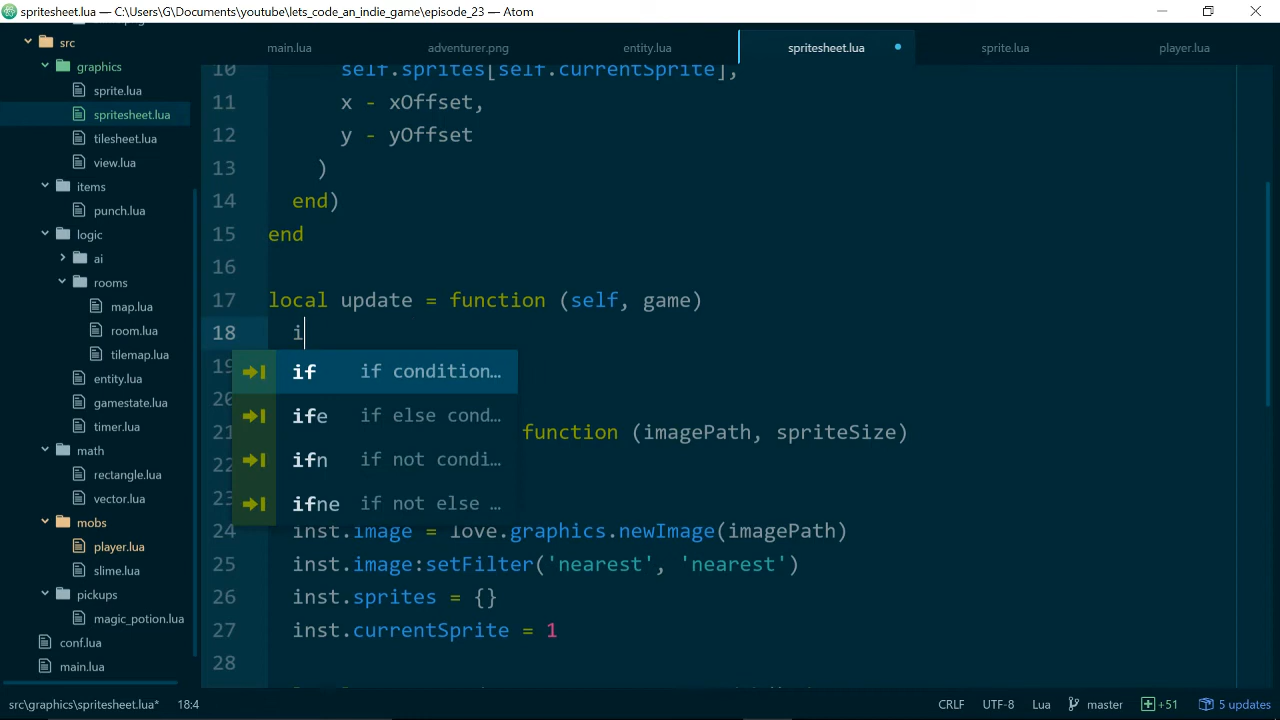 spritesheet.lua — C:\Users\G\Documents\youtube\lets_code_an_indie_game\episode_23 — Atom
src
graphics
sprite.lua
spritesheet.lua
tilesheet.lua
view.lua
items
punch.lua
logic
ai
rooms
map.lua
room.lua
tilemap.lua
entity.lua
gamestate.lua
timer.lua
math
rectangle.lua
vector.lua
mobs
player.lua
slime.lua
pickups
magic_potion.lua
conf.lua
main.lua
main.lua adventurer.png entity.lua spritesheet.lua sprite.lua player.lua
10 self.sprites[self.currentSprite],
11 x - xOffset,
12 y - yOffset
13 )
14 end)
15 end
16
17 local update = function (self, game)
18 i
if if condition…
ife if else cond…
ifn if not condi…
ifne if not else …
function (imagePath, spriteSize)
24 inst.image = love.graphics.newImage(imagePath)
25 inst.image:setFilter('nearest', 'nearest')
26 inst.sprites = {}
27 inst.currentSprite = 1
28
src\graphics\spritesheet.lua* 18:4 CRLF UTF-8 Lua master +51 5 updates